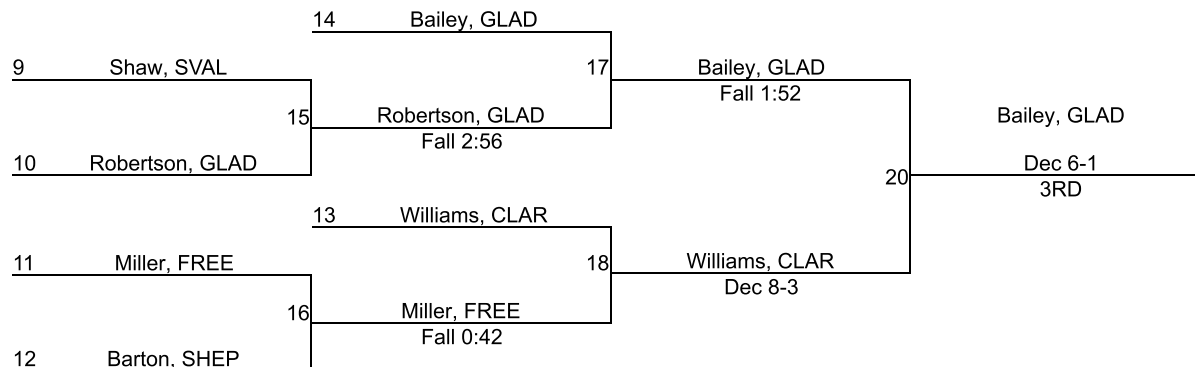 14 Bailey, GLAD
9 Shaw, SVAL
17 Bailey, GLAD
Fall 1:52
15 Robertson, GLAD
Fall 2:56
Bailey, GLAD
10 Robertson, GLAD
20 Dec 6-1
3RD
13 Williams, CLAR
11 Miller, FREE
18 Williams, CLAR
Dec 8-3
16 Miller, FREE
Fall 0:42
12 Barton, SHEP